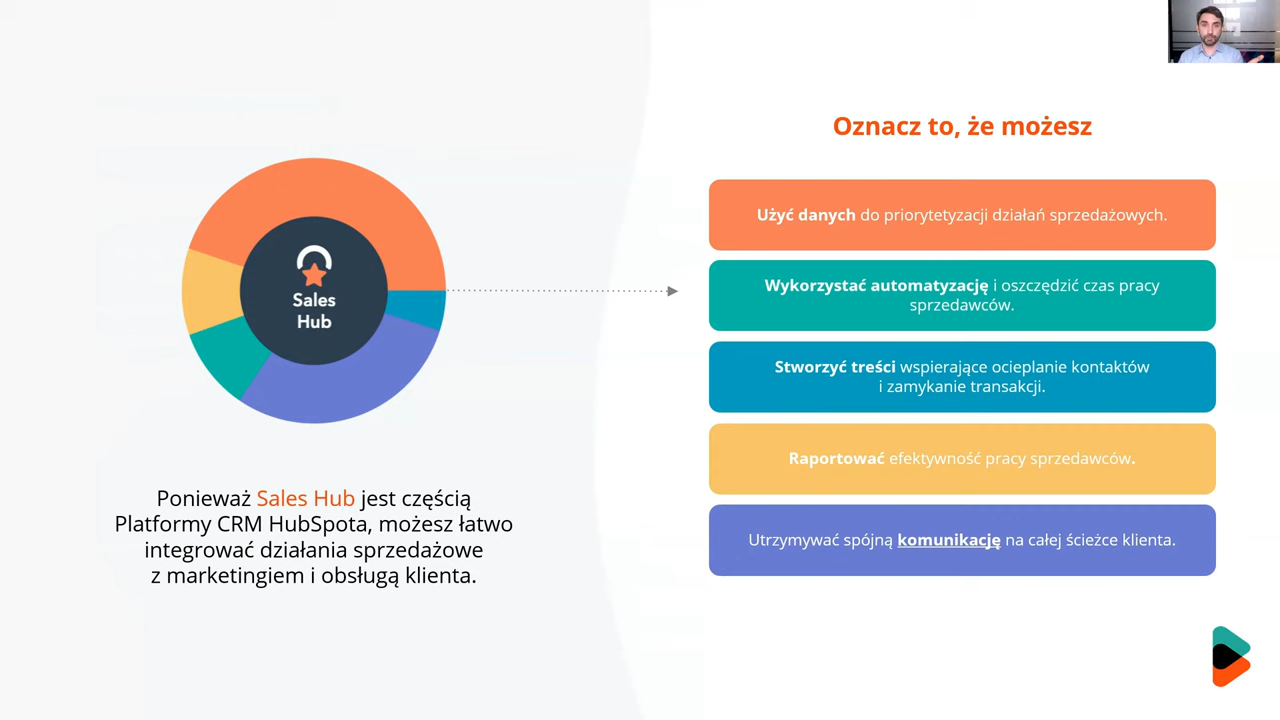 Sales
Hub
Ponieważ Sales Hub jest częścią
Platformy CRM HubSpota, możesz łatwo
integrować działania sprzedażowe
z marketingiem i obsługą klienta.
Oznacz to, że możesz
Użyć danych do priorytetyzacji działań sprzedażowych.
Wykorzystać automatyzację i oszczędzić czas pracy
sprzedawców.
Stworzyć treści wspierające ocieplanie kontaktów
i zamykanie transakcji.
Raportować efektywność pracy sprzedawców.
Utrzymywać spójną komunikację na całej ścieżce klienta.